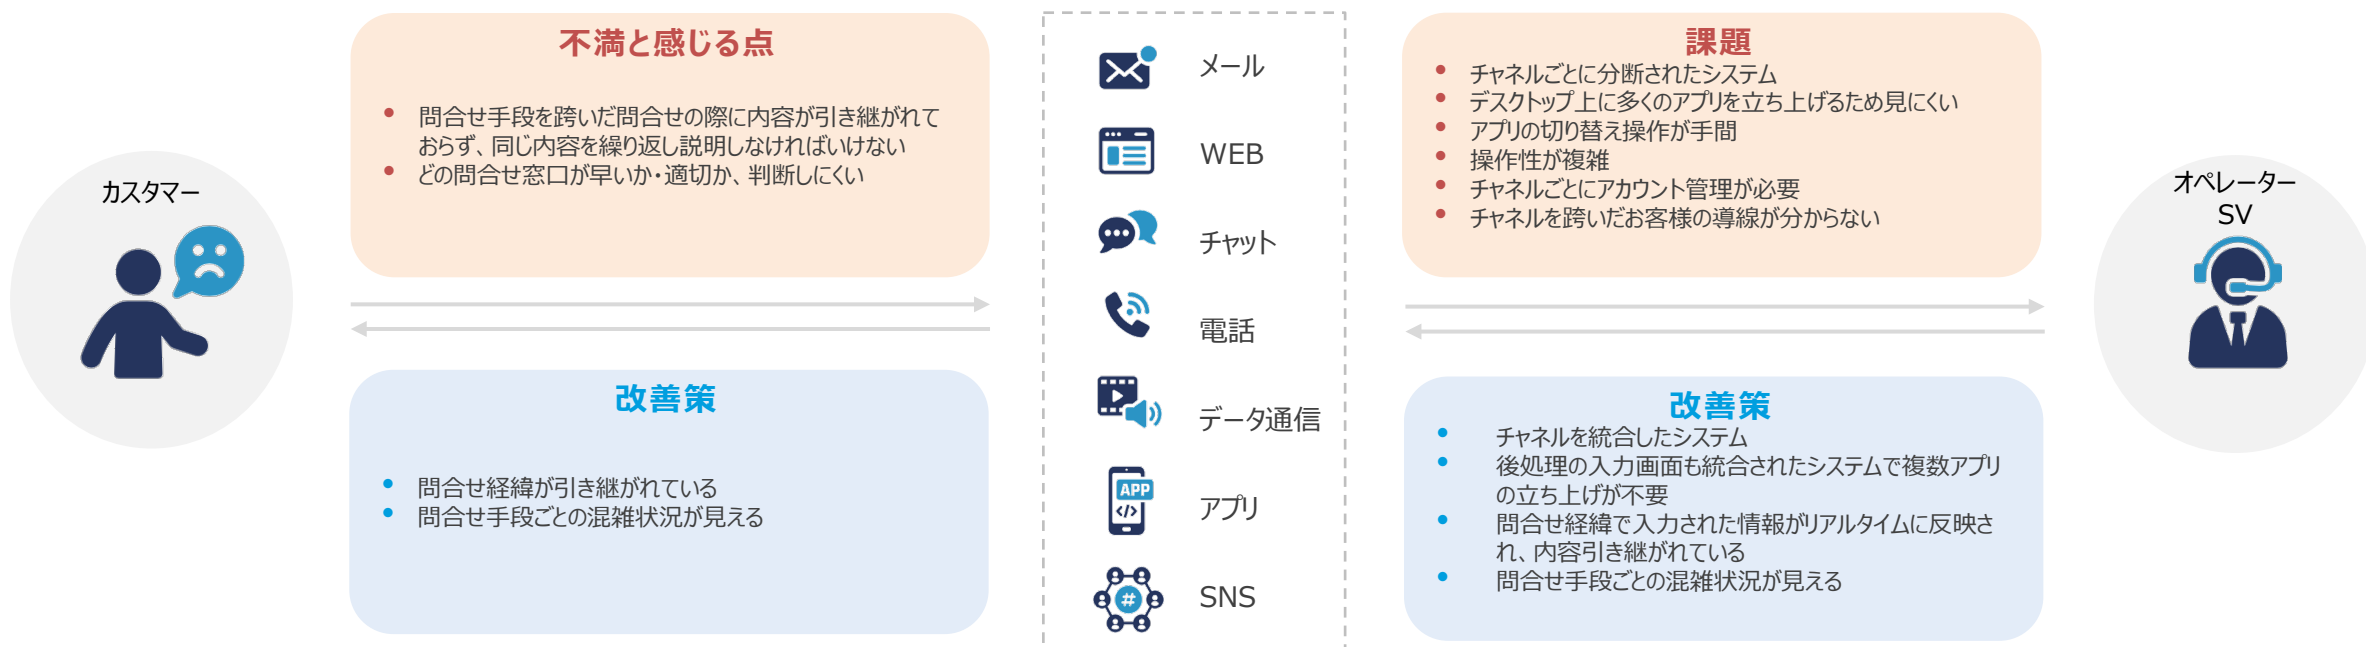 カスタマー
不満と感じる点
• 問合せ手段を跨いだ問合せの際に内容が引き継がれて
おらず、同じ内容を繰り返し説明しなければいけない
• どの問合せ窓口が早いか・適切か、判断しにくい
改善策
• 問合せ経緯が引き継がれている
• 問合せ手段ごとの混雑状況が見える
メール
WEB
チャット
電話
データ通信
APP
</>
アプリ
#
SNS
課題
• チャネルごとに分断されたシステム
• デスクトップ上に多くのアプリを立ち上げるため見にくい
• アプリの切り替え操作が手間
• 操作性が複雑
• チャネルごとにアカウント管理が必要
• チャネルを跨いだお客様の導線が分からない
改善策
• チャネルを統合したシステム
• 後処理の入力画面も統合されたシステムで複数アプリ
の立ち上げが不要
• 問合せ経緯で入力された情報がリアルタイムに反映さ
れ、内容引き継がれている
• 問合せ手段ごとの混雑状況が見える
オペレーター
SV